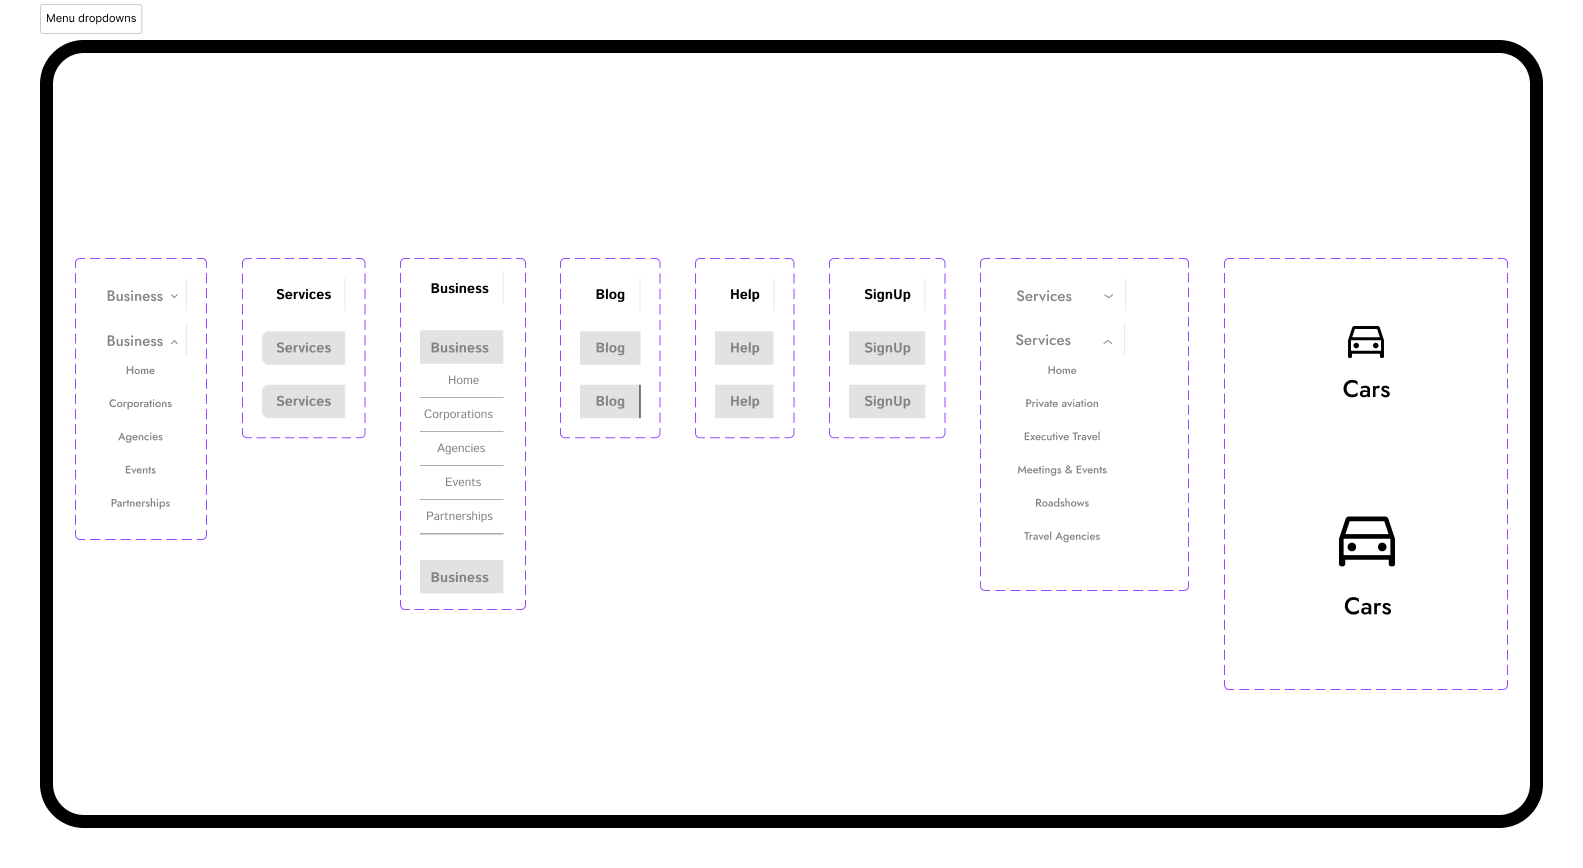 Menu dropdowns
Business
Business
Home
Corporations
Agencies
Events
Partnerships
Services
Services
Services
Business
Business
Home
Corporations
Agencies
Events
Partnerships
Business
Blog
Blog
Blog
Help
Help
Help
SignUp
SignUp
SignUp
Services
Services
Home
Private aviation
Executive Travel
Meetings & Events
Roadshows
Travel Agencies
Cars
Cars